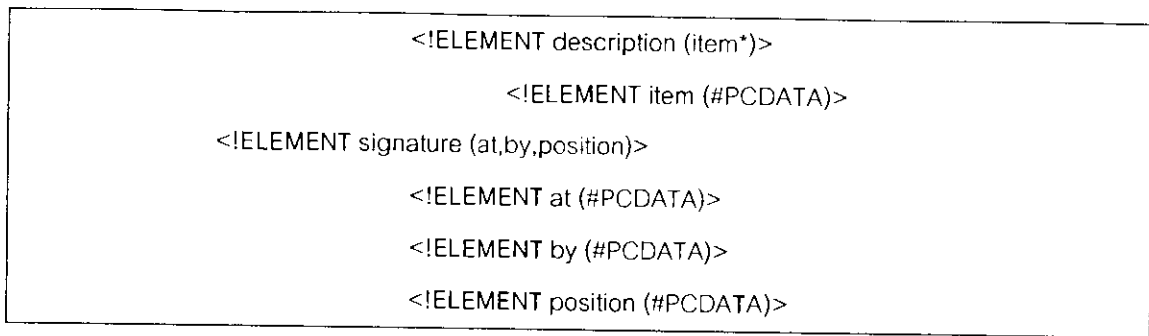 <!ELEMENT description (item*)>
<!ELEMENT item (#PCDATA)>
<!ELEMENT signature (at,by,position)>
<!ELEMENT at (#PCDATA)>
<!ELEMENT by (#PCDATA)>
<!ELEMENT position (#PCDATA)>